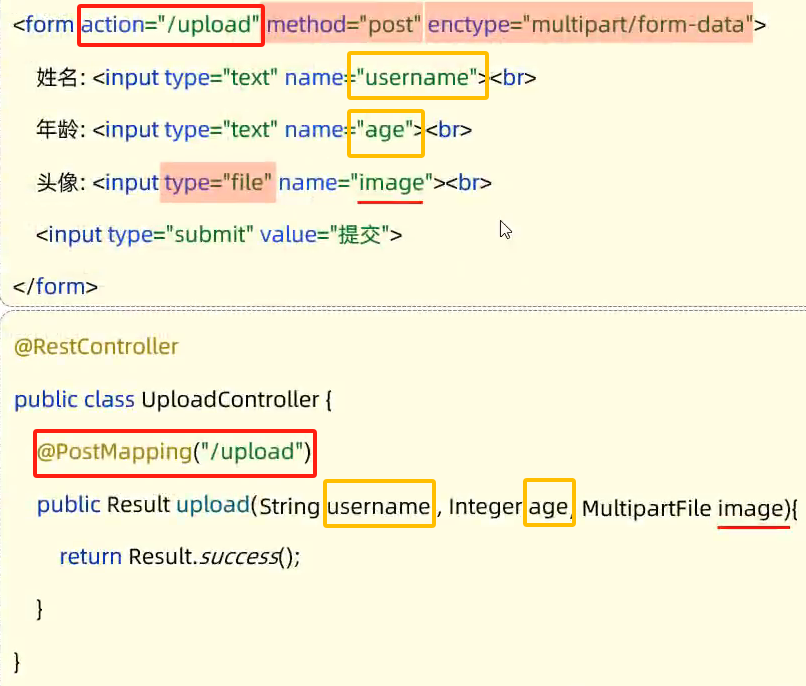 <form action="/upload" method="post" enctype="multipart/form-data">
姓名: <input type="text" name="username"><br>
年龄: <input type="text" name="age"><br>
头像: <input type="file" name="image"><br>
<input type="submit" value="提交">
</form>
@RestController
public class UploadController {
@PostMapping("/upload")
public Result upload(String username , Integer age, MultipartFile image){
return Result.success();
}
}